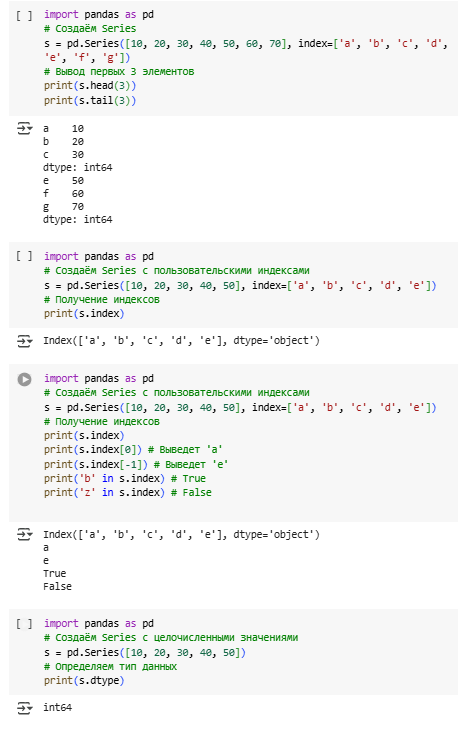 [ ] import pandas as pd
# Создаём Series
s = pd.Series([10, 20, 30, 40, 50, 60, 70], index=['a', 'b', 'c', 'd',
'e', 'f', 'g'])
# Вывод первых 3 элементов
print(s.head(3))
print(s.tail(3))
a    10
b    20
c    30
dtype: int64
e    50
f    60
g    70
dtype: int64
[ ] import pandas as pd
# Создаём Series с пользовательскими индексами
s = pd.Series([10, 20, 30, 40, 50], index=['a', 'b', 'c', 'd', 'e'])
# Получение индексов
print(s.index)
Index(['a', 'b', 'c', 'd', 'e'], dtype='object')
import pandas as pd
# Создаём Series с пользовательскими индексами
s = pd.Series([10, 20, 30, 40, 50], index=['a', 'b', 'c', 'd', 'e'])
# Получение индексов
print(s.index)
print(s.index[0]) # Выведет 'a'
print(s.index[-1]) # Выведет 'e'
print('b' in s.index) # True
print('z' in s.index) # False
Index(['a', 'b', 'c', 'd', 'e'], dtype='object')
a
e
True
False
[ ] import pandas as pd
# Создаём Series с целочисленными значениями
s = pd.Series([10, 20, 30, 40, 50])
# Определяем тип данных
print(s.dtype)
int64